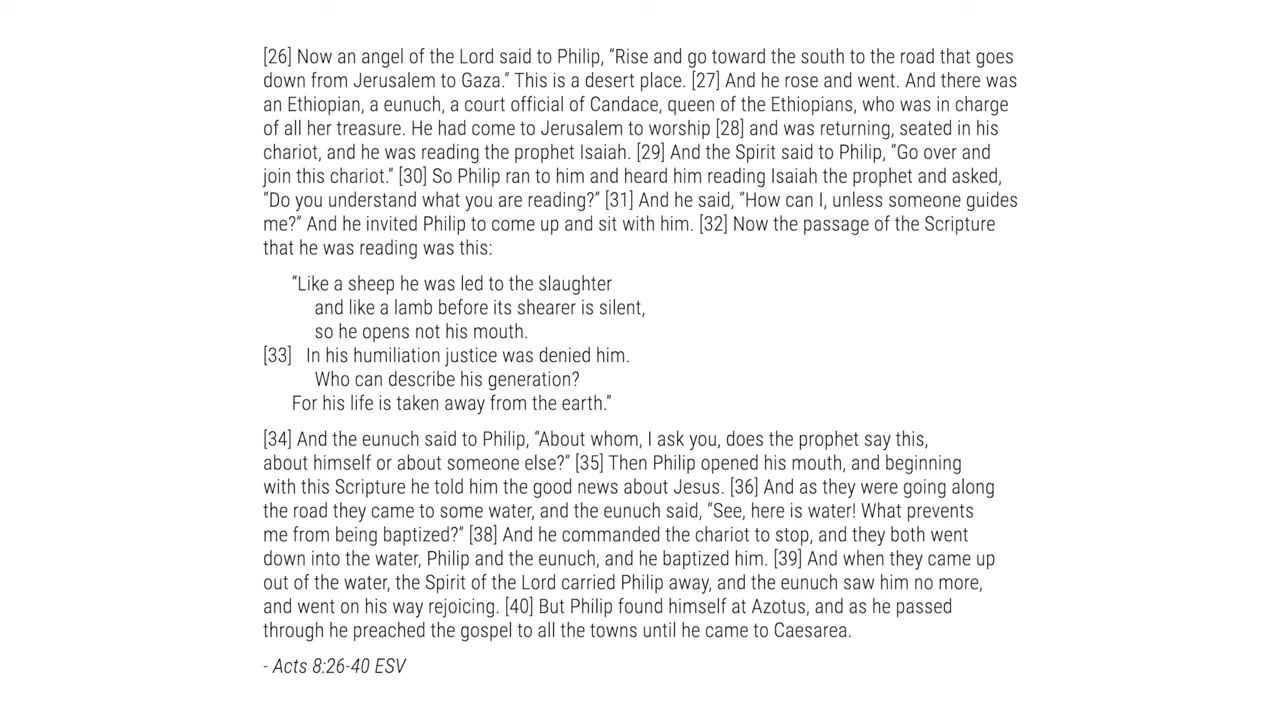 [26] Now an angel of the Lord said to Philip, “Rise and go toward the south to the road that goes
down from Jerusalem to Gaza.” This is a desert place. [27] And he rose and went. And there was
an Ethiopian, a eunuch, a court official of Candace, queen of the Ethiopians, who was in charge
of all her treasure. He had come to Jerusalem to worship [28] and was returning, seated in his
chariot, and he was reading the prophet Isaiah. [29] And the Spirit said to Philip, “Go over and
join this chariot.” [30] So Philip ran to him and heard him reading Isaiah the prophet and asked,
“Do you understand what you are reading?” [31] And he said, “How can I, unless someone guides
me?” And he invited Philip to come up and sit with him. [32] Now the passage of the Scripture
that he was reading was this:
“Like a sheep he was led to the slaughter
and like a lamb before its shearer is silent,
so he opens not his mouth.
[33] In his humiliation justice was denied him.
Who can describe his generation?
For his life is taken away from the earth.”
[34] And the eunuch said to Philip, “About whom, I ask you, does the prophet say this,
about himself or about someone else?” [35] Then Philip opened his mouth, and beginning
with this Scripture he told him the good news about Jesus. [36] And as they were going along
the road they came to some water, and the eunuch said, “See, here is water! What prevents
me from being baptized?” [38] And he commanded the chariot to stop, and they both went
down into the water, Philip and the eunuch, and he baptized him. [39] And when they came up
out of the water, the Spirit of the Lord carried Philip away, and the eunuch saw him no more,
and went on his way rejoicing. [40] But Philip found himself at Azotus, and as he passed
through he preached the gospel to all the towns until he came to Caesarea.
- Acts 8:26-40 ESV